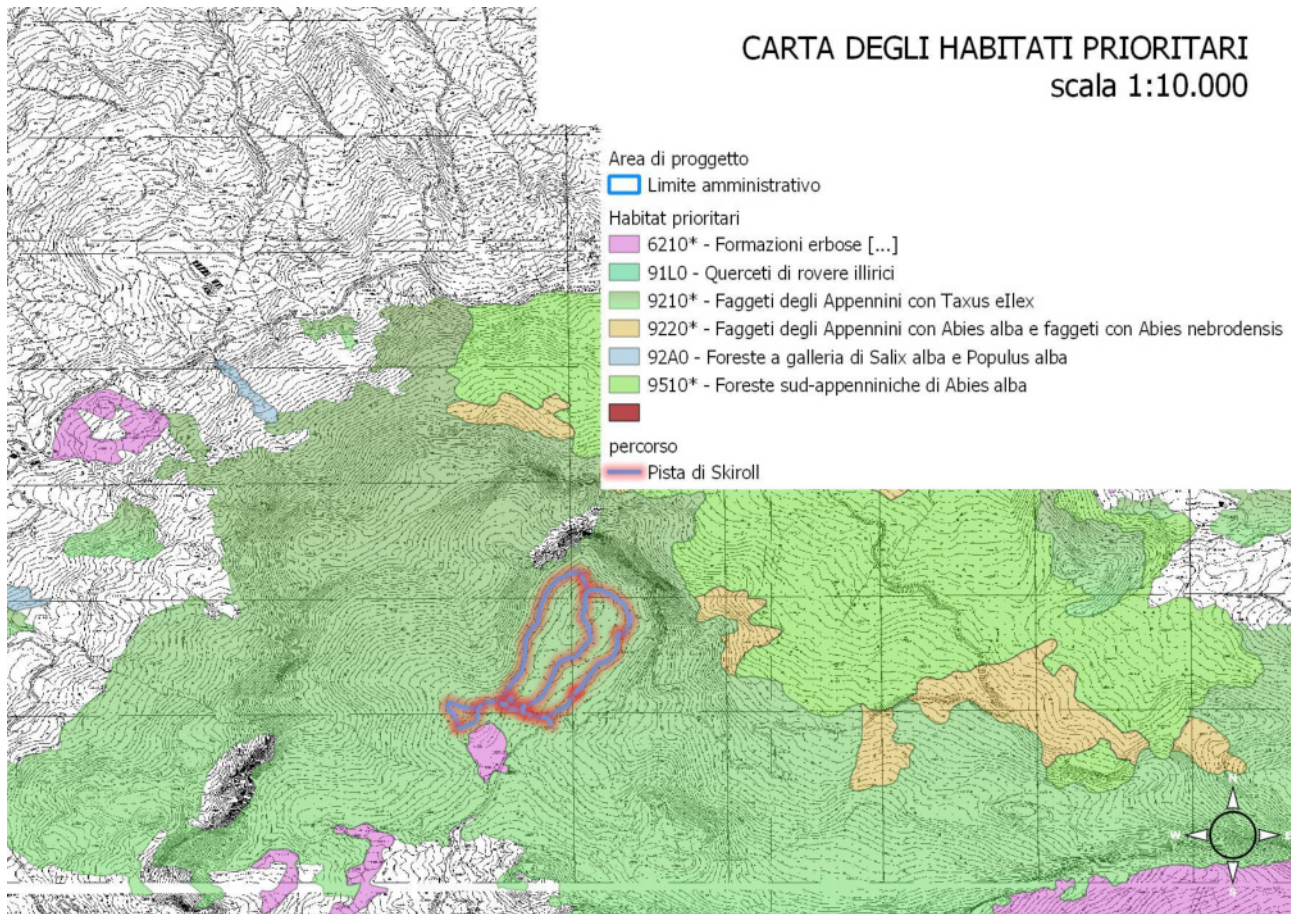 CARTA DEGLI HABITATI PRIORITARI
scala 1:10.000
Area di proggetto
Limite amministrativo
Habitat prioritari
6210* - Formazioni erbose [...]
91L0 - Querceti di rovere illirici
9210* - Faggeti degli Appennini con Taxus eIlex
9220* - Faggeti degli Appennini con Abies alba e faggeti con Abies nebrodensis
92A0 - Foreste a galleria di Salix alba e Populus alba
9510* - Foreste sud-appenniniche di Abies alba
percorso
Pista di Skiroll
N
W
E
S